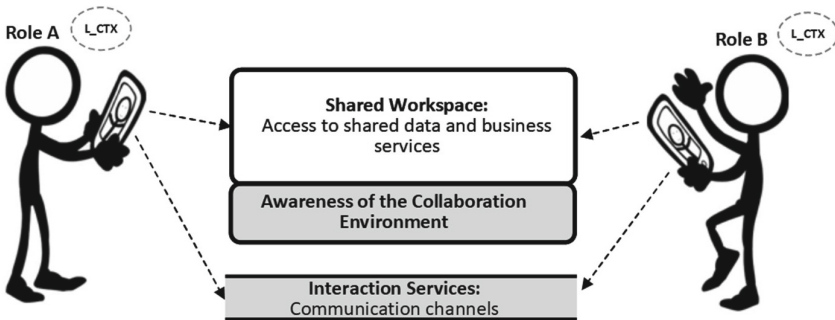 Role A
L_CTX
Role B
L_CTX
Shared Workspace:
Access to shared data and business
services
Awareness of the Collaboration
Environment
Interaction Services:
Communication channels